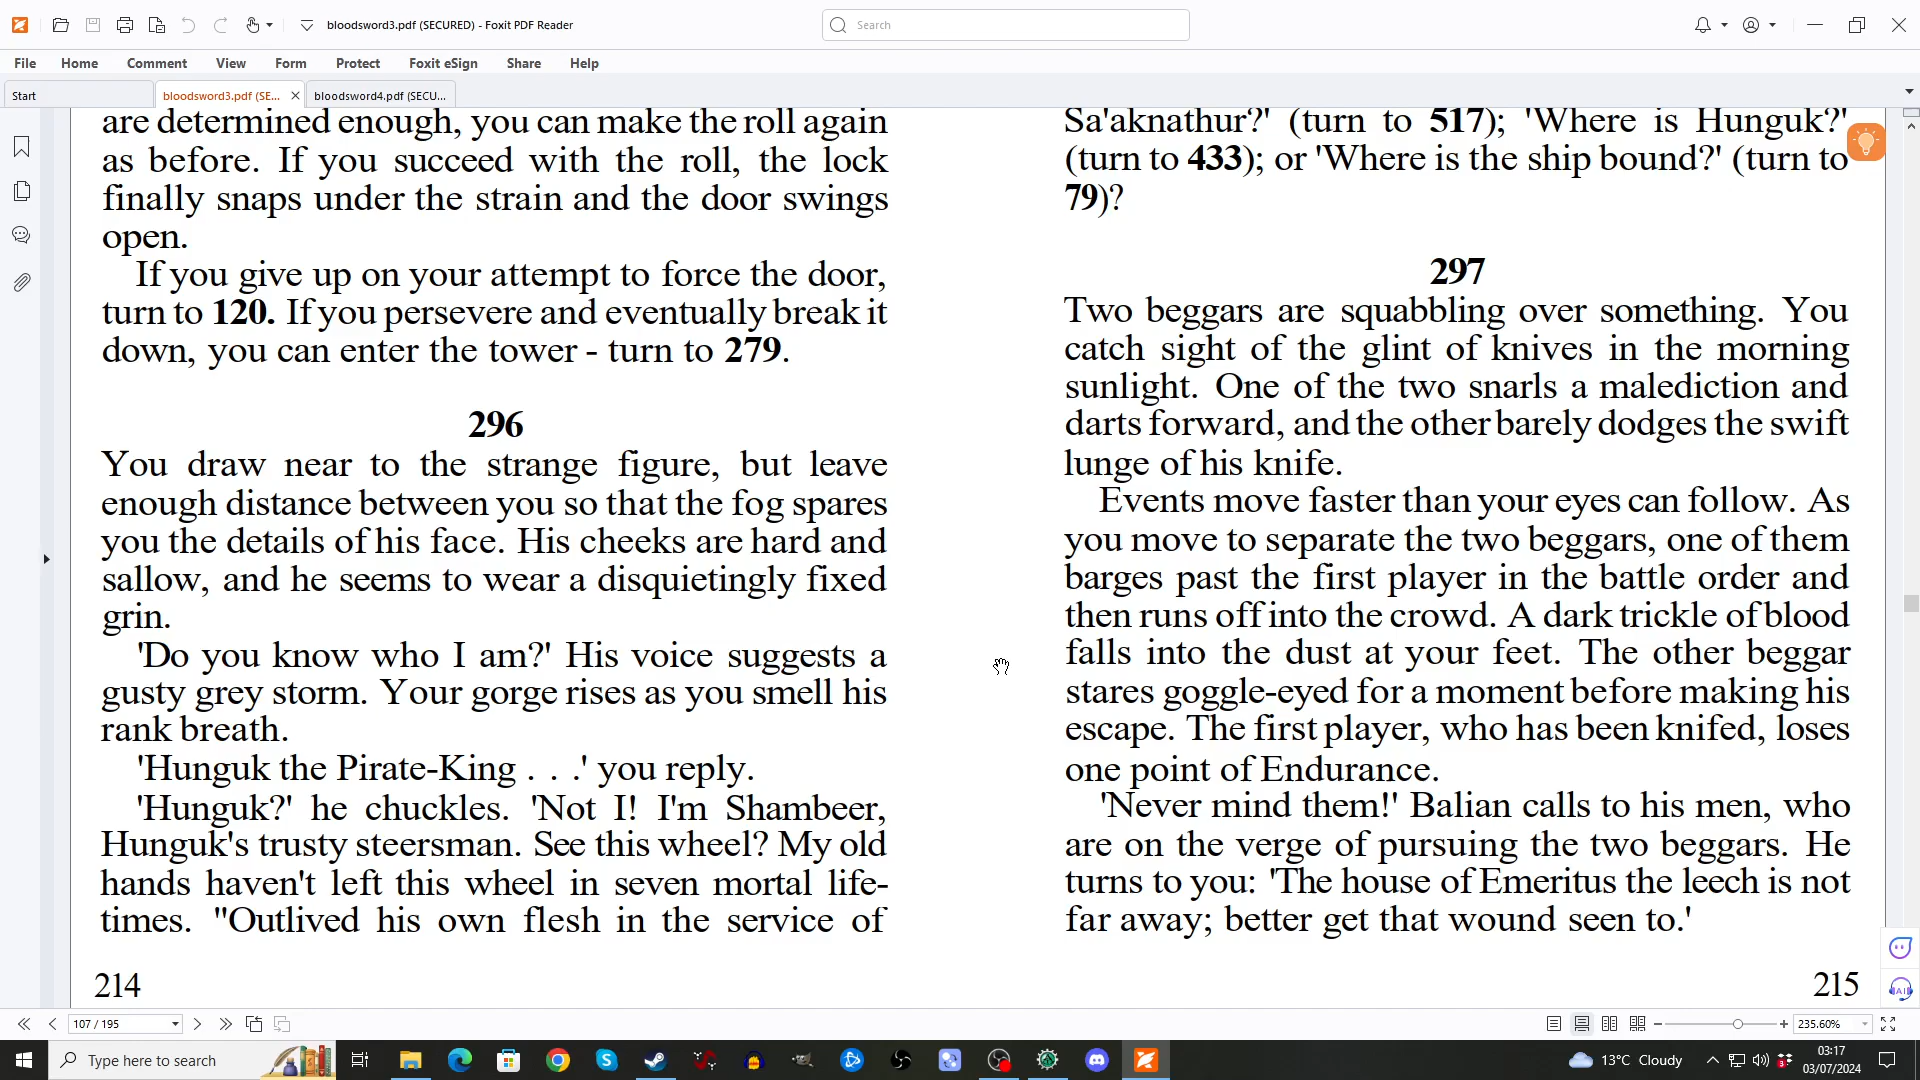 bloodsword3.pdf (SECURED) - Foxit PDF Reader
Search
File Home Comment View Form Protect Foxit eSign Share Help
Start bloodsword3.pdf (SE... bloodsword4.pdf (SECU...
are determined enough, you can make the roll again
as before. If you succeed with the roll, the lock
finally snaps under the strain and the door swings
open.
If you give up on your attempt to force the door,
turn to 120. If you persevere and eventually break it
down, you can enter the tower - turn to 279.
296
You draw near to the strange figure, but leave
enough distance between you so that the fog spares
you the details of his face. His cheeks are hard and
sallow, and he seems to wear a disquietingly fixed
grin.
'Do you know who I am?' His voice suggests a
gusty grey storm. Your gorge rises as you smell his
rank breath.
'Hunguk the Pirate-King . . .' you reply.
'Hunguk?' he chuckles. 'Not I! I'm Shambeer,
Hunguk's trusty steersman. See this wheel? My old
hands haven't left this wheel in seven mortal life-
times. "Outlived his own flesh in the service of
214
Sa'aknathur?' (turn to 517); 'Where is Hunguk?'
(turn to 433); or 'Where is the ship bound?' (turn to
79)?
297
Two beggars are squabbling over something. You
catch sight of the glint of knives in the morning
sunlight. One of the two snarls a malediction and
darts forward, and the other barely dodges the swift
lunge of his knife.
Events move faster than your eyes can follow. As
you move to separate the two beggars, one of them
barges past the first player in the battle order and
then runs off into the crowd. A dark trickle of blood
falls into the dust at your feet. The other beggar
stares goggle-eyed for a moment before making his
escape. The first player, who has been knifed, loses
one point of Endurance.
'Never mind them!' Balian calls to his men, who
are on the verge of pursuing the two beggars. He
turns to you: 'The house of Emeritus the leech is not
far away; better get that wound seen to.'
215
AI
107 / 195
235.60%
Type here to search
13°C Cloudy
03:17
03/07/2024